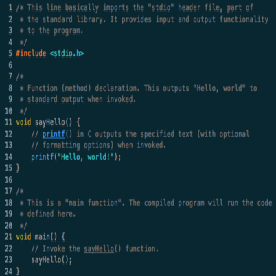 1 /* This line basically imports the "stdio" header file, part of
2  * the standard library. It provides input and output functionality
3  * to the program.
4  */
5 #include <stdio.h>
6
7 /*
8  * Function (method) declaration. This outputs "Hello, world" to
9  * standard output when invoked.
10  */
11 void sayHello() {
12     // printf() in C outputs the specified text (with optional
13     // formatting options) when invoked.
14     printf("Hello, world!");
15 }
16
17 /*
18  * This is a "main function". The compiled program will run the code
19  * defined here.
20  */
21 void main() {
22     // Invoke the sayHello() function.
23     sayHello();
24 }